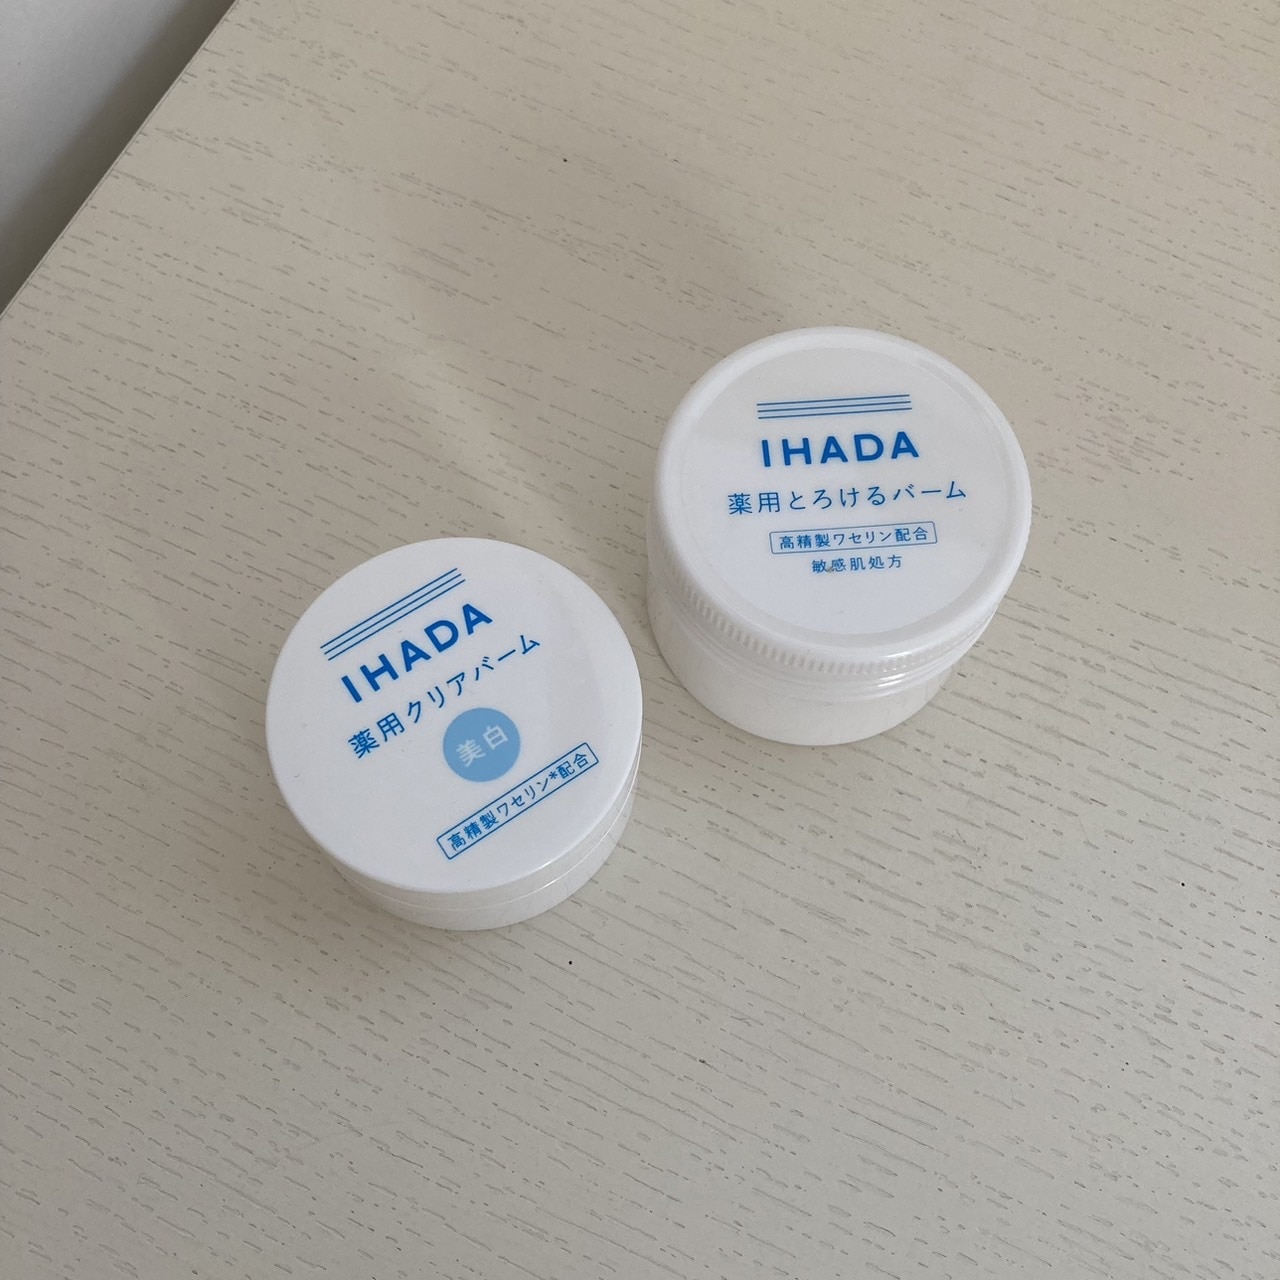 IHADA
薬用とろけるバーム
高精製ワセリン配合
敏感肌処方
IHADA
薬用クリアバーム
美白
高精製ワセリン*配合